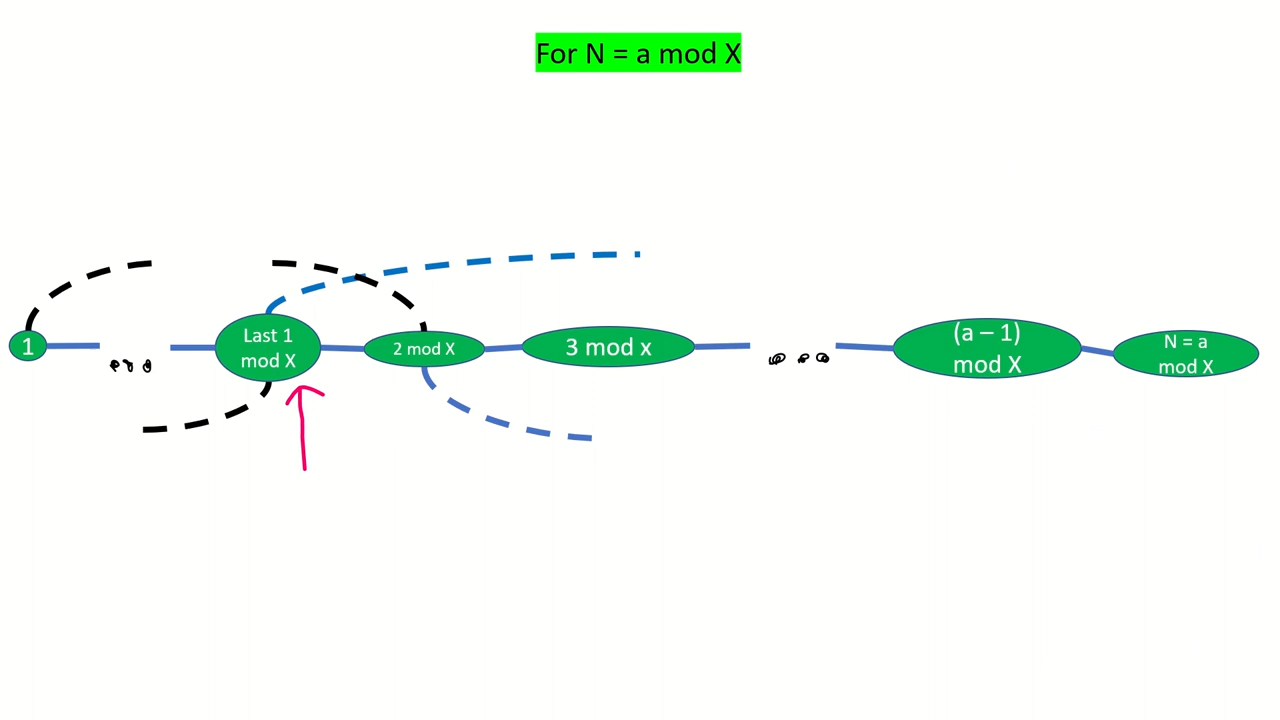 For N = a mod X
1
Last 1
mod X
2 mod X
3 mod x
(a – 1)
mod X
N = a
mod X